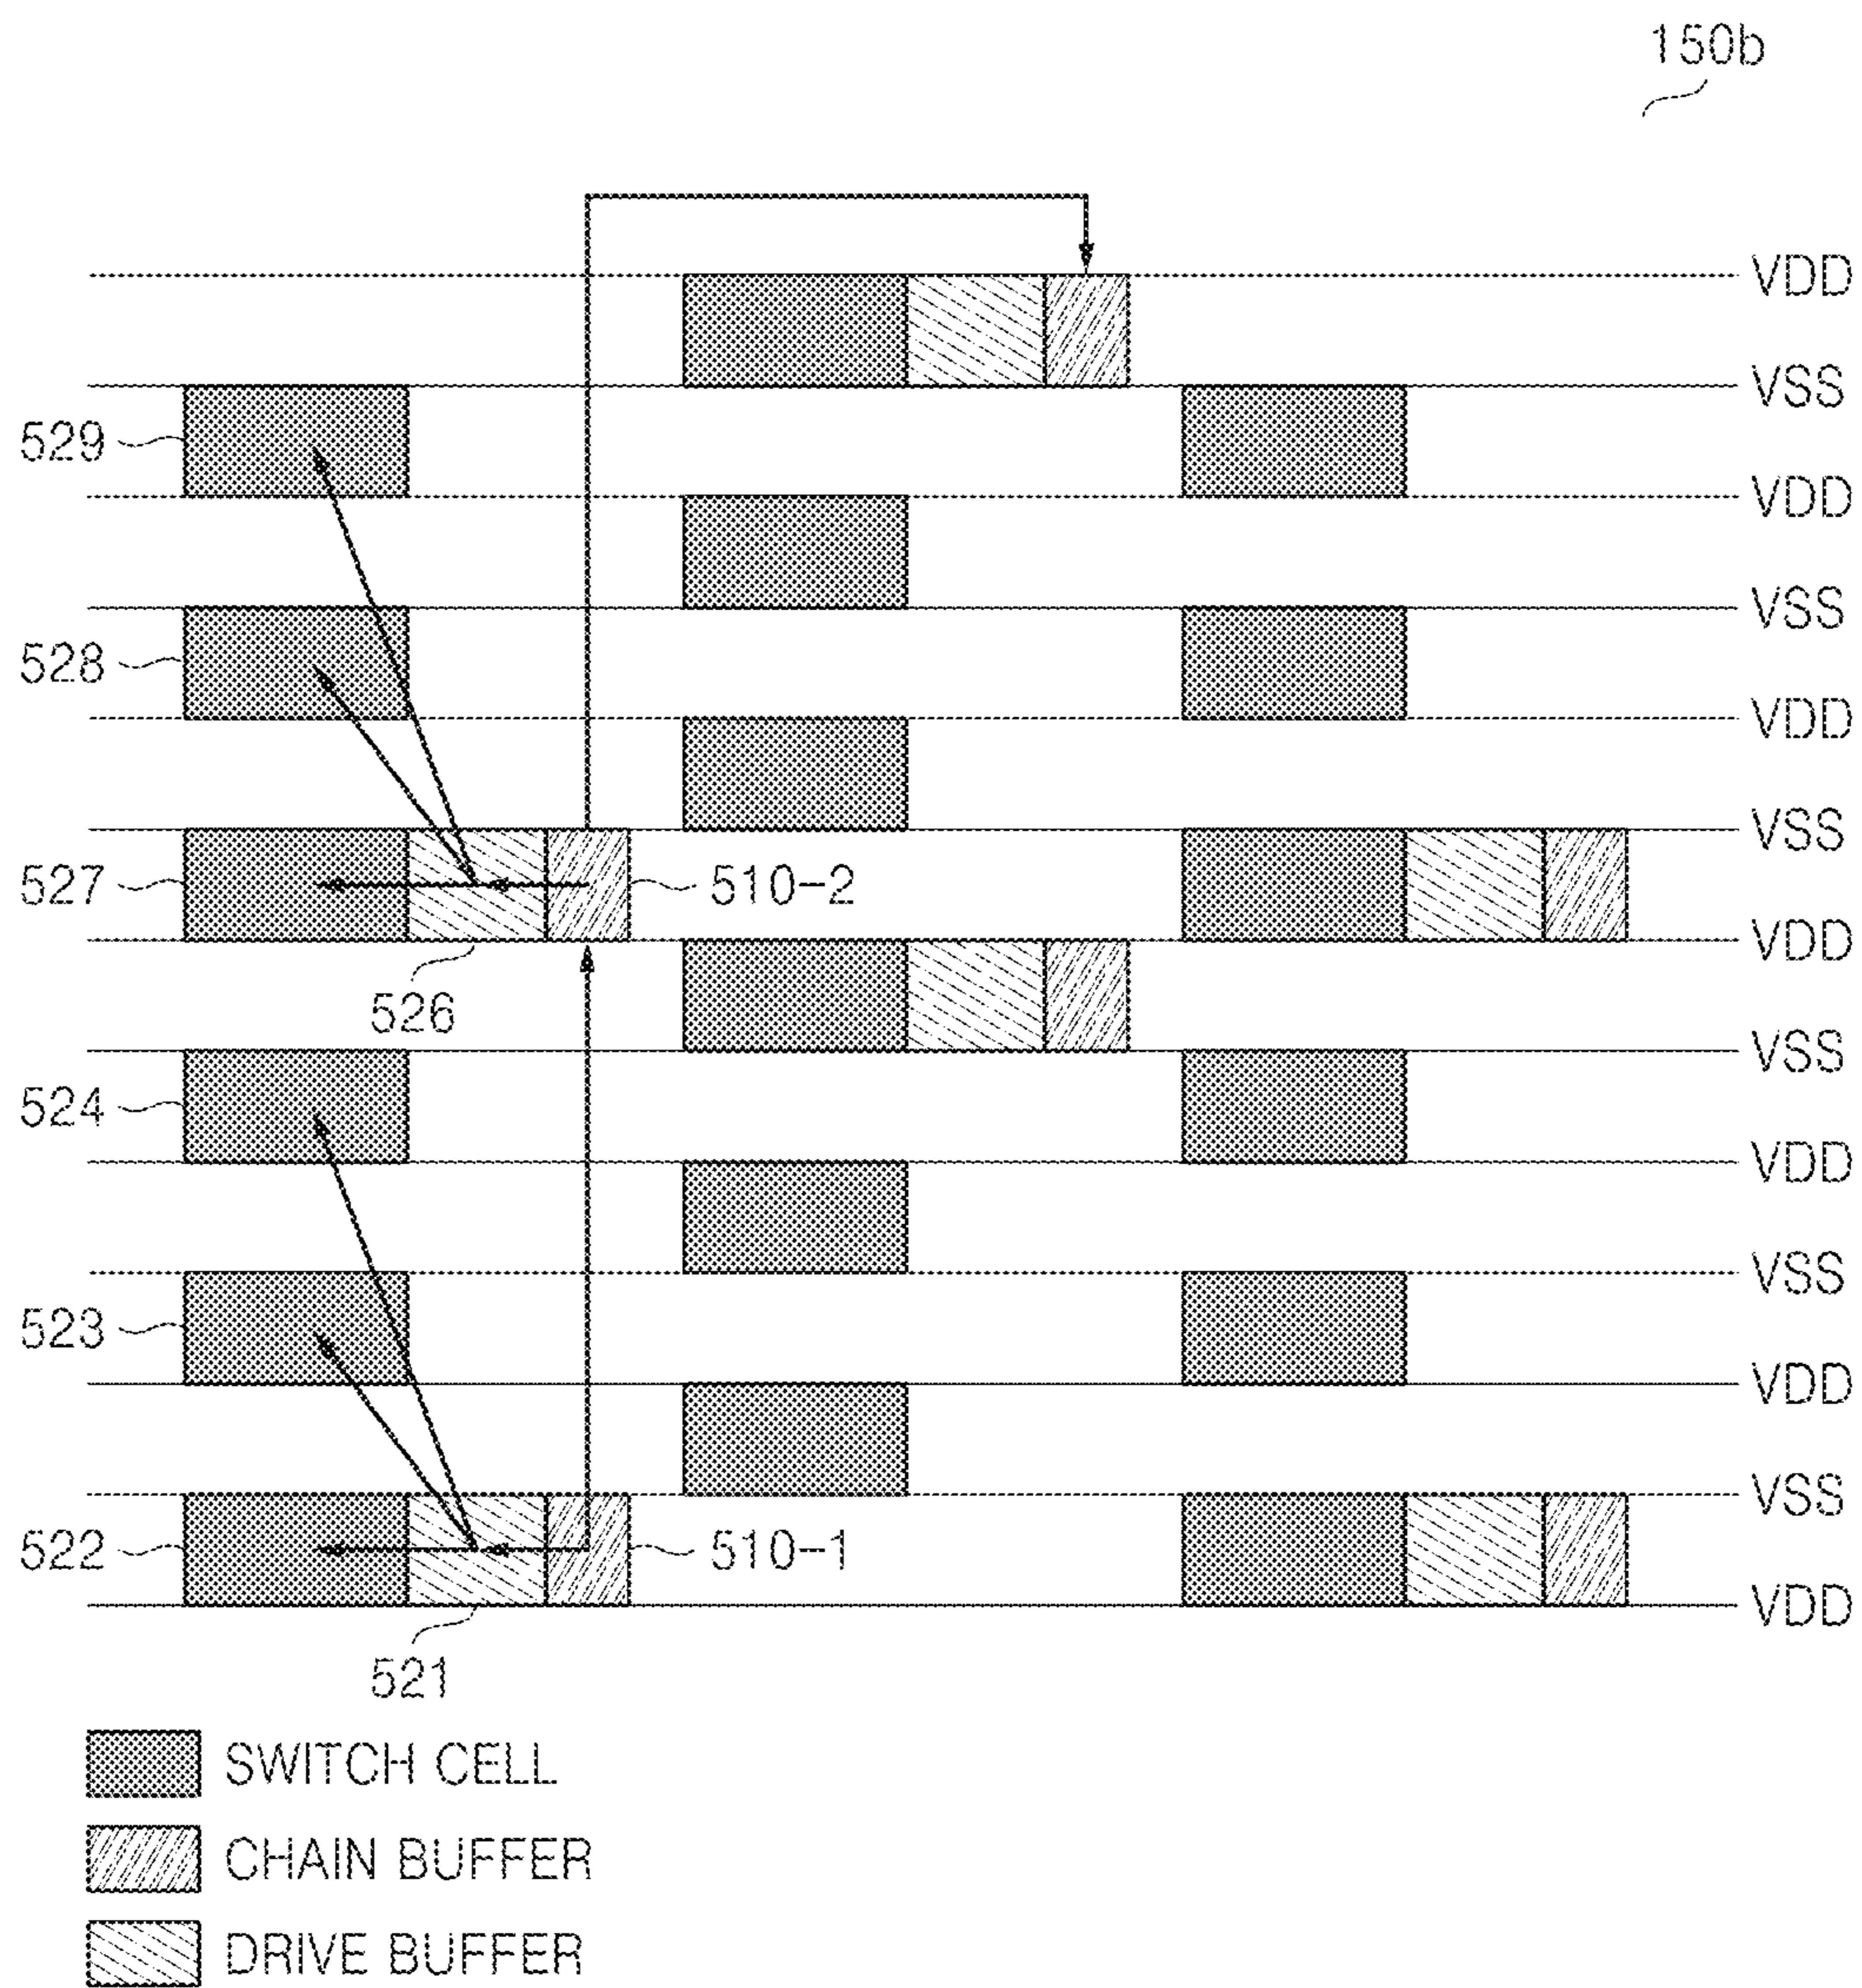 150b
VDD
VSS
529
VDD
VSS
528
VDD
VSS
527
510-2
VDD
526
VSS
524
VDD
VSS
523
VDD
VSS
522
510-1
VDD
521
SWITCH CELL
CHAIN BUFFER
DRIVE BUFFER